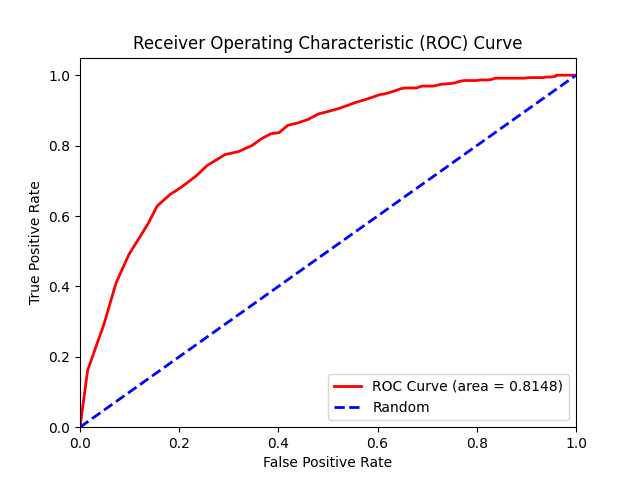 Receiver Operating Characteristic (ROC) Curve
True Positive Rate
1.0
0.8
0.6
0.4
0.2
0.0
ROC Curve (area = 0.8148)
Random
0.0 0.2 0.4 0.6 0.8 1.0
False Positive Rate